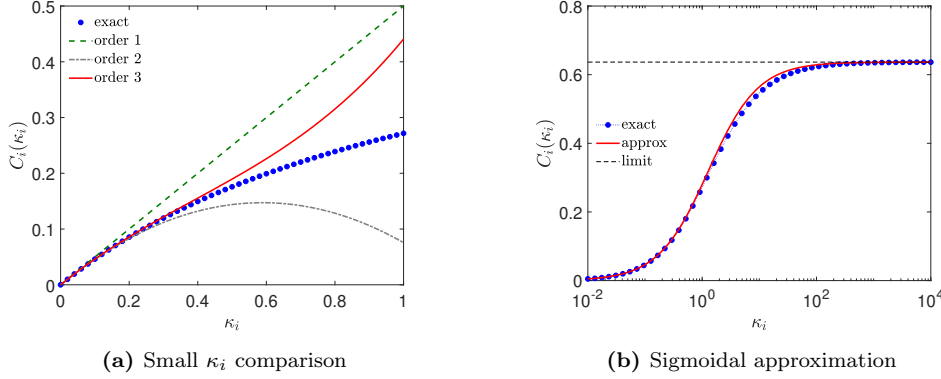 0.5
0.4
0.3
0.2
0.1
0
C_i(κ_i)
exact
order 1
order 2
order 3
0 0.2 0.4 0.6 0.8 1
κ_i
(a) Small κ_i comparison
0.8
0.6
0.4
0.2
0
C_i(κ_i)
exact
approx
limit
10^{-2} 10^0 10^2 10^4
κ_i
(b) Sigmoidal approximation